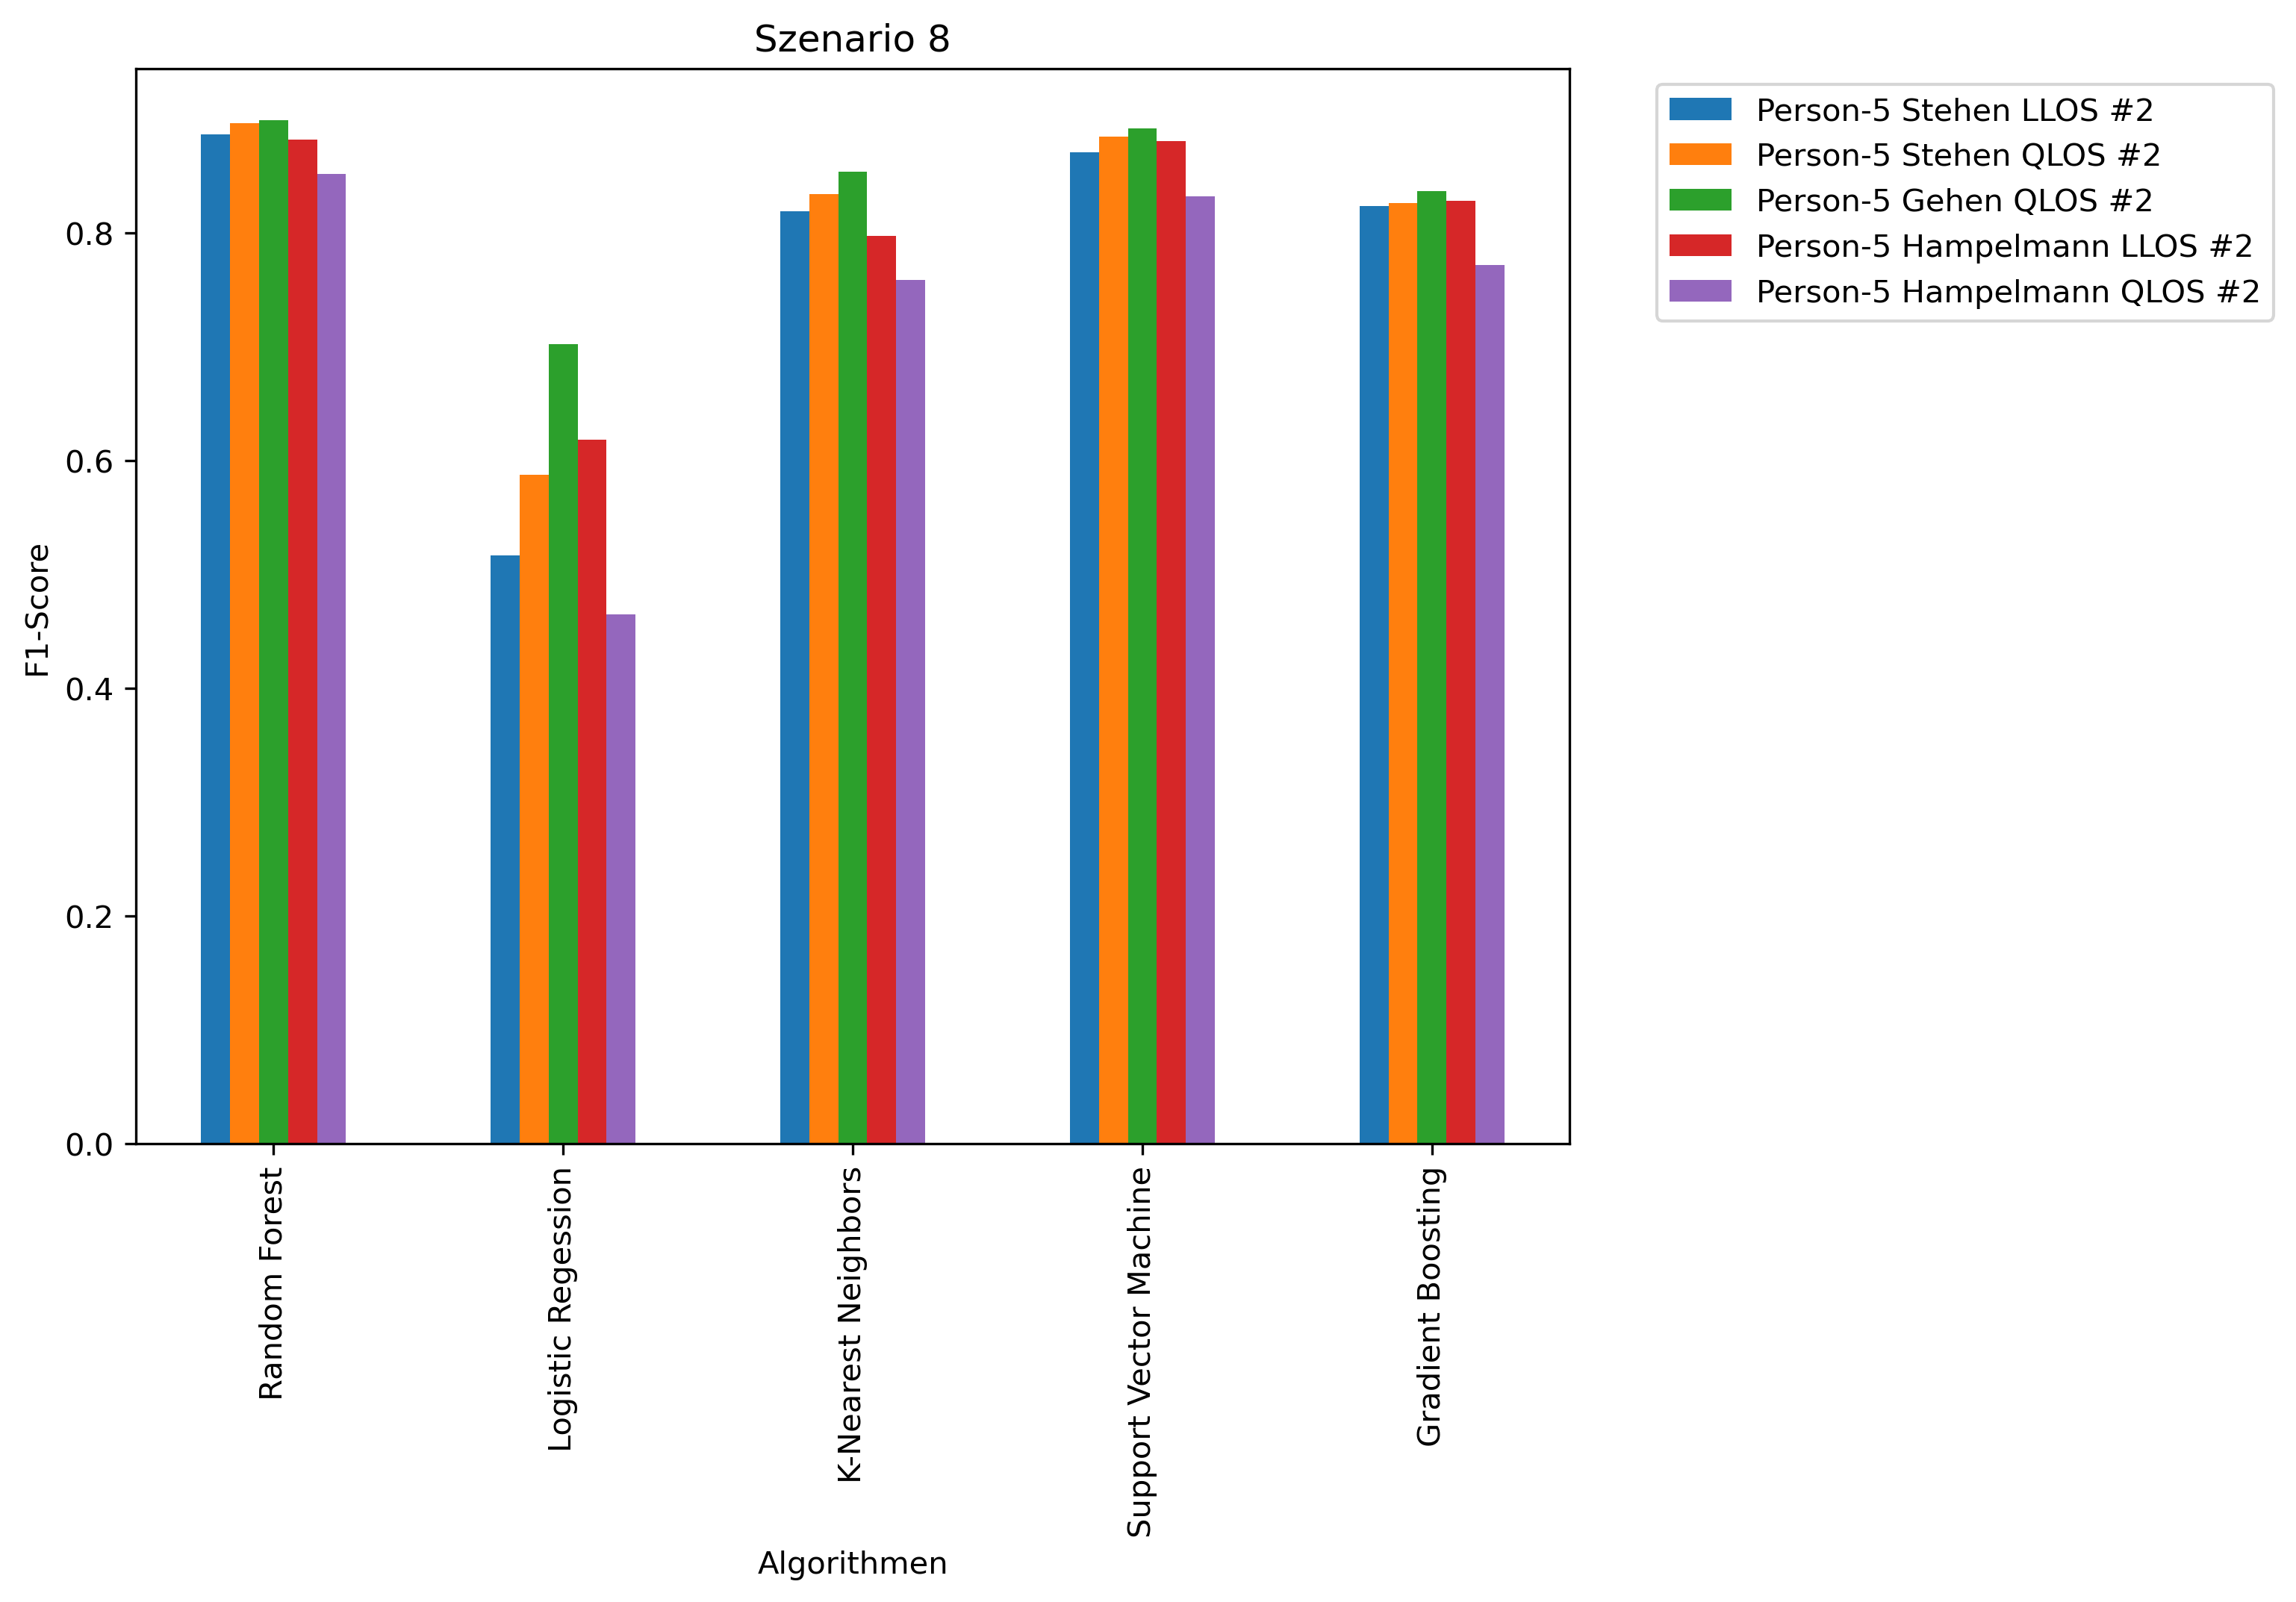 Szenario 8
Person-5 Stehen LLOS #2
Person-5 Stehen QLOS #2
Person-5 Gehen QLOS #2
Person-5 Hampelmann LLOS #2
Person-5 Hampelmann QLOS #2
F1-Score
0.8
0.6
0.4
0.2
0.0
Random Forest
Logistic Regession
K-Nearest Neighbors
Support Vector Machine
Gradient Boosting
Algorithmen